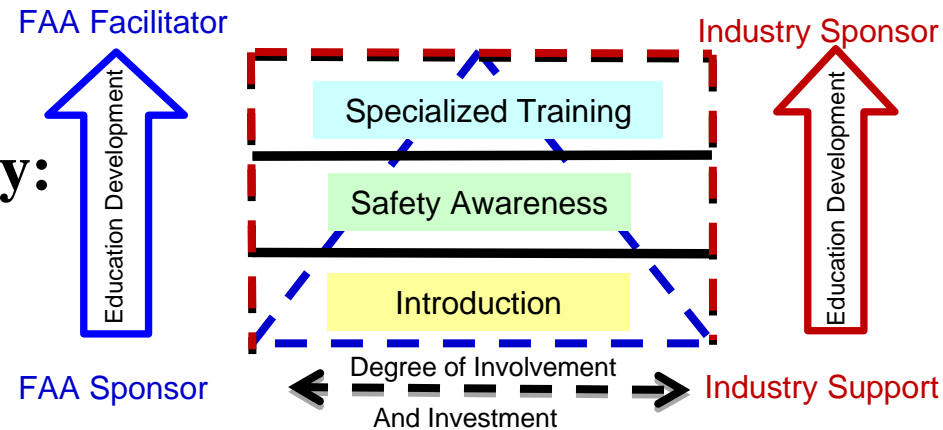 FAA Facilitator
Industry Sponsor
Education Development
Specialized Training
Education Development
y:
Safety Awareness
Introduction
Degree of Involvement
FAA Sponsor
Industry Support
And Investment